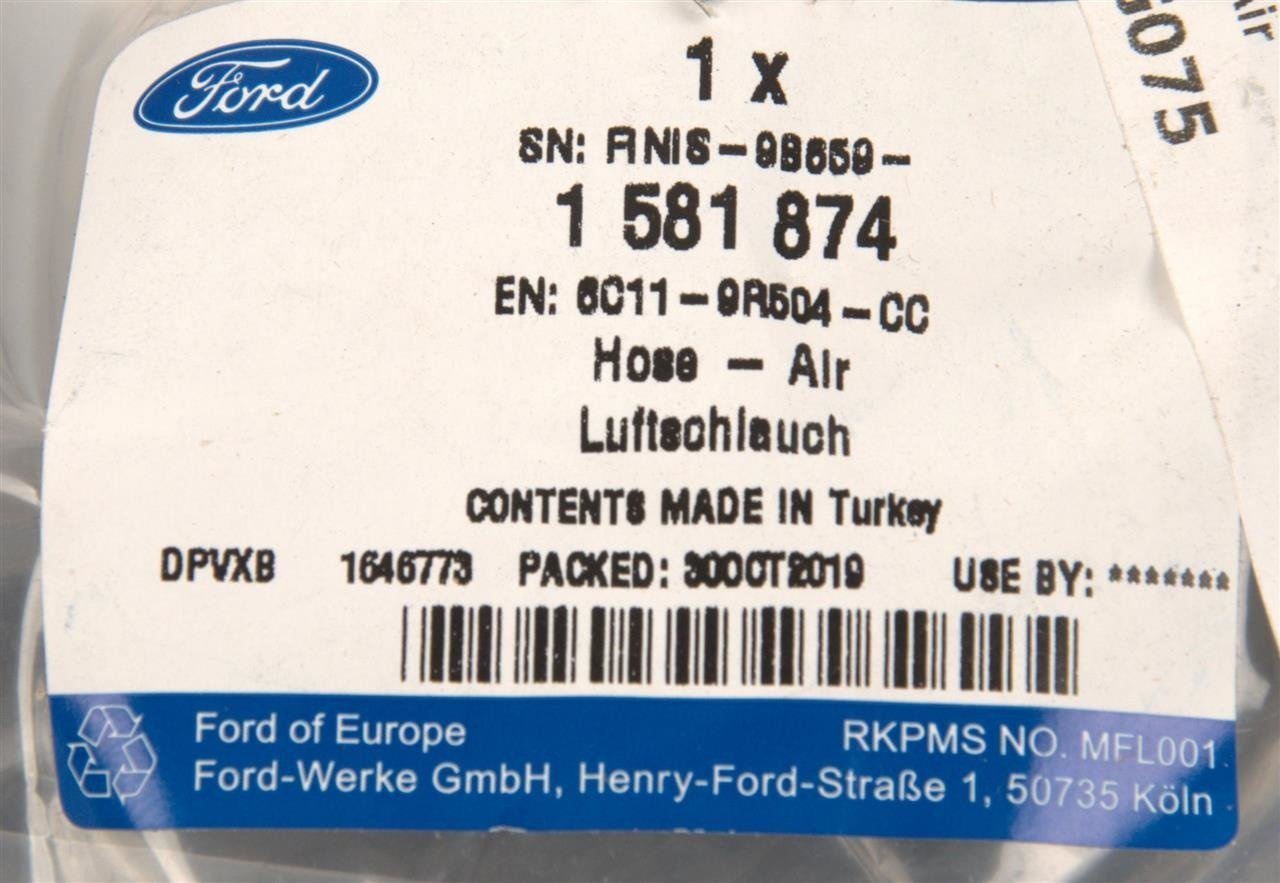 Ford
1 x
SN: RNIS-9B659-
1 581 874
EN: 6C11-9R504-CC
Hose - Air
Luftschlauch
CONTENTS MADE IN Turkey
DPVXB 1646773 PACKED: 30OCT2019 USE BY: *******
Ford of Europe RKPMS NO. MFL001
Ford-Werke GmbH, Henry-Ford-Straße 1, 50735 Köln
G075
Air